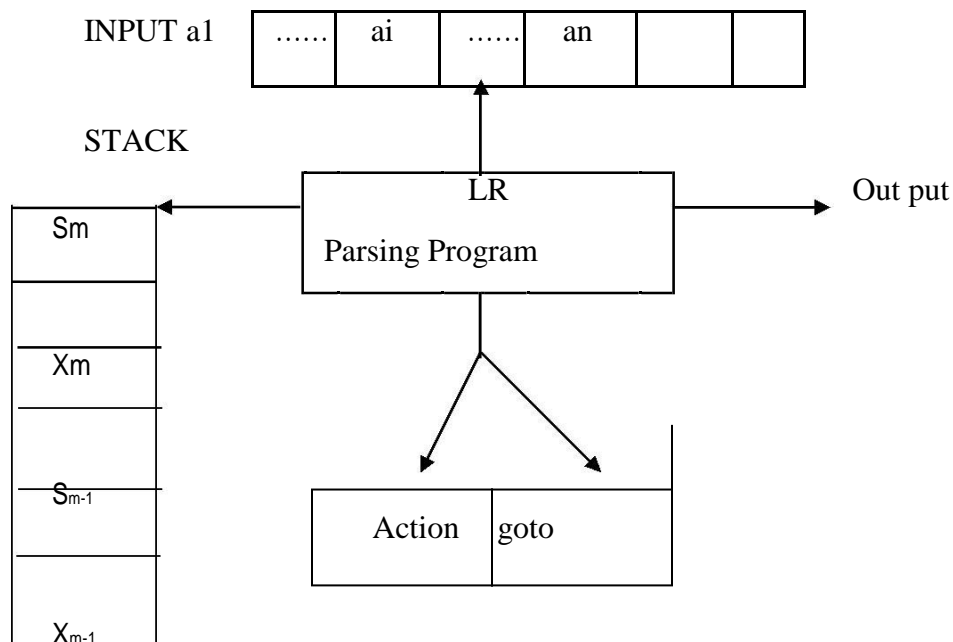 INPUT a1 ...... ai ...... an
STACK
LR
Out put
Sm
Parsing Program
Xm
Sm-1
Action goto
Xm-1